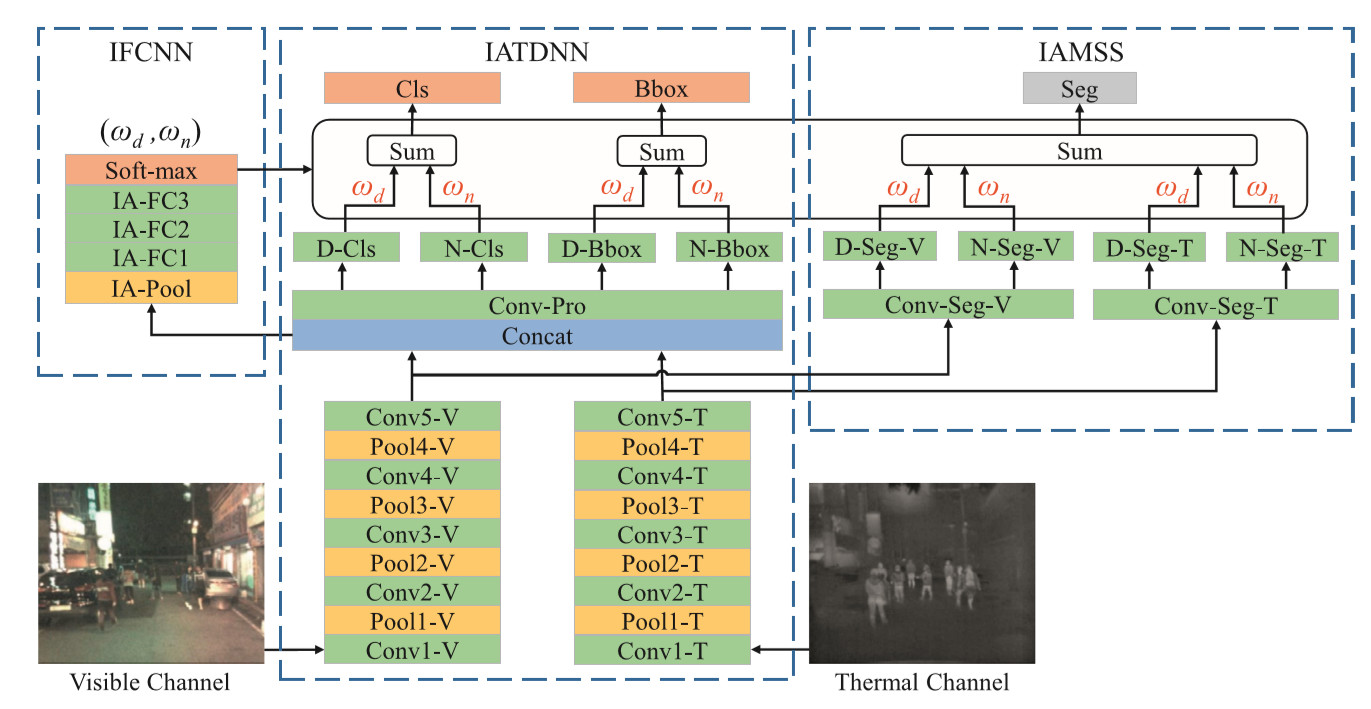 IFCNN
IATDNN
IAMSS
Cls
Bbox
Seg
(ω_d, ω_n)
Soft-max
IA-FC3
IA-FC2
IA-FC1
IA-Pool
Sum
Sum
Sum
ω_d ω_n ω_d ω_n ω_d ω_n ω_d ω_n
D-Cls
N-Cls
D-Bbox
N-Bbox
D-Seg-V
N-Seg-V
D-Seg-T
N-Seg-T
Conv-Pro
Concat
Conv-Seg-V
Conv-Seg-T
Conv5-V
Pool4-V
Conv4-V
Pool3-V
Conv3-V
Pool2-V
Conv2-V
Pool1-V
Conv1-V
Conv5-T
Pool4-T
Conv4-T
Pool3-T
Conv3-T
Pool2-T
Conv2-T
Pool1-T
Conv1-T
Visible Channel
Thermal Channel